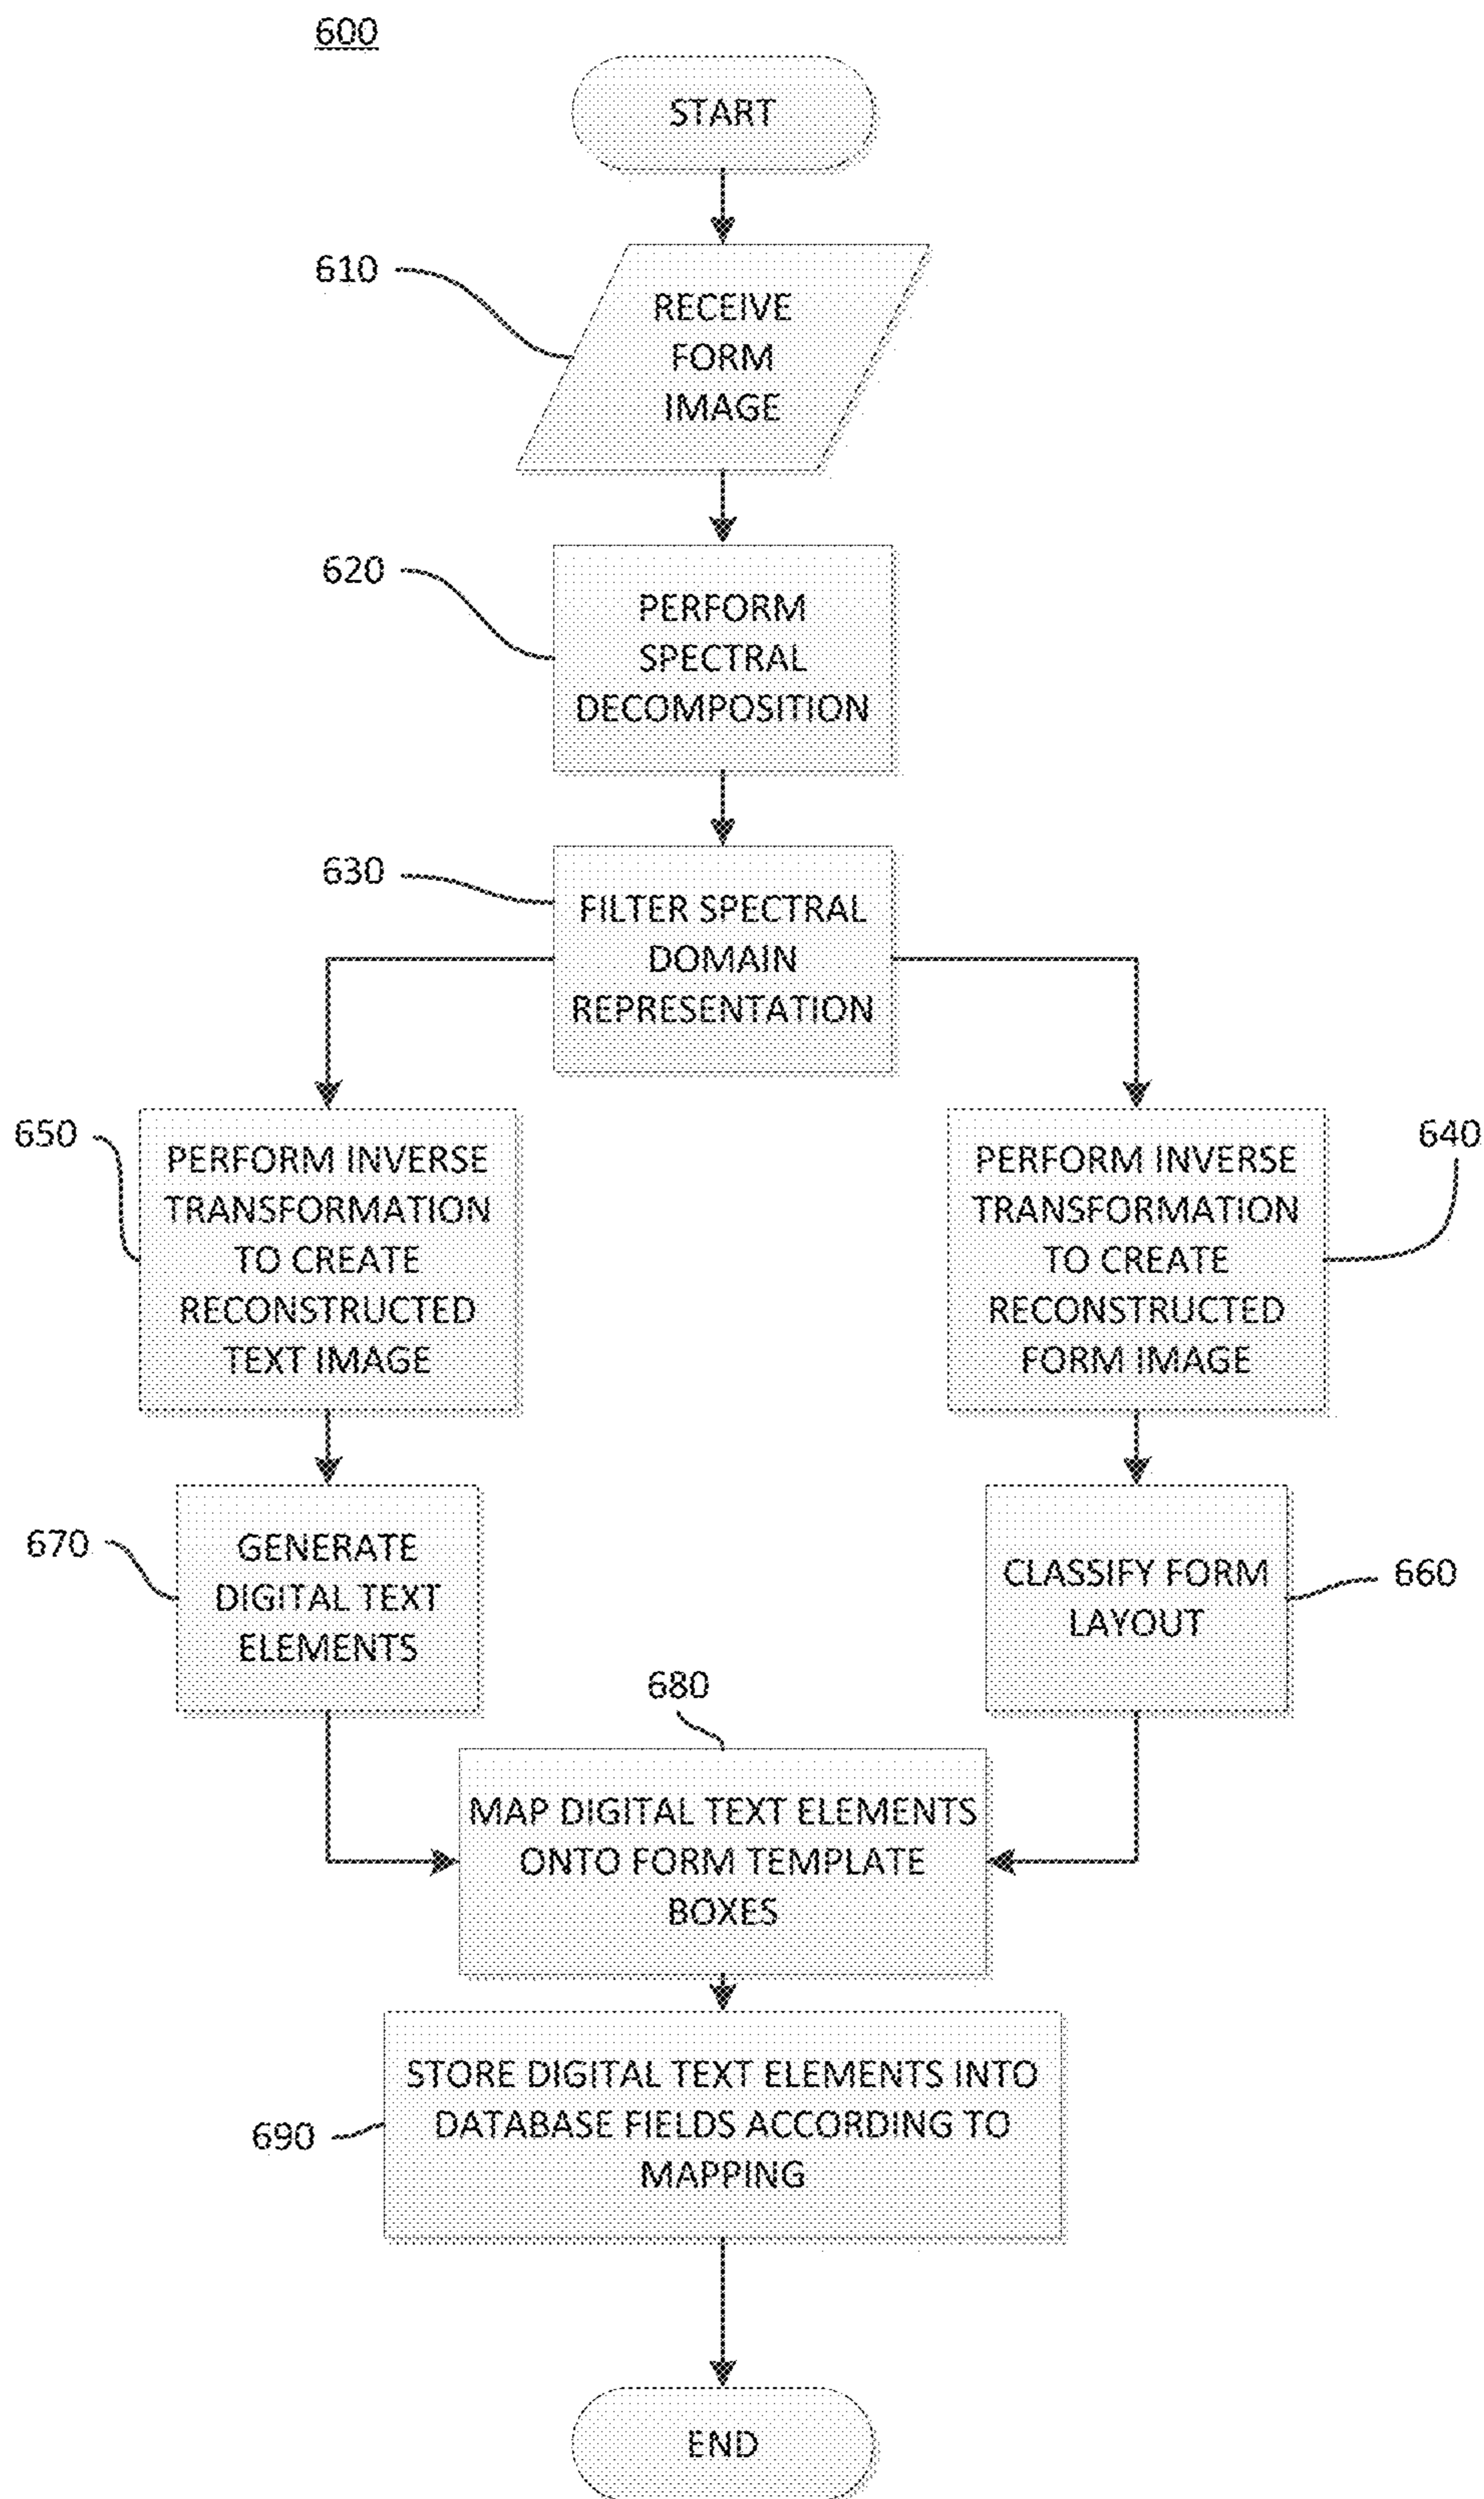 600
START
610
RECEIVE
FORM
IMAGE
620
PERFORM
SPECTRAL
DECOMPOSITION
630
FILTER SPECTRAL
DOMAIN
REPRESENTATION
650
PERFORM INVERSE
TRANSFORMATION
TO CREATE
RECONSTRUCTED
TEXT IMAGE
640
PERFORM INVERSE
TRANSFORMATION
TO CREATE
RECONSTRUCTED
FORM IMAGE
670
GENERATE
DIGITAL TEXT
ELEMENTS
660
CLASSIFY FORM
LAYOUT
680
MAP DIGITAL TEXT ELEMENTS
ONTO FORM TEMPLATE
BOXES
690
STORE DIGITAL TEXT ELEMENTS INTO
DATABASE FIELDS ACCORDING TO
MAPPING
END